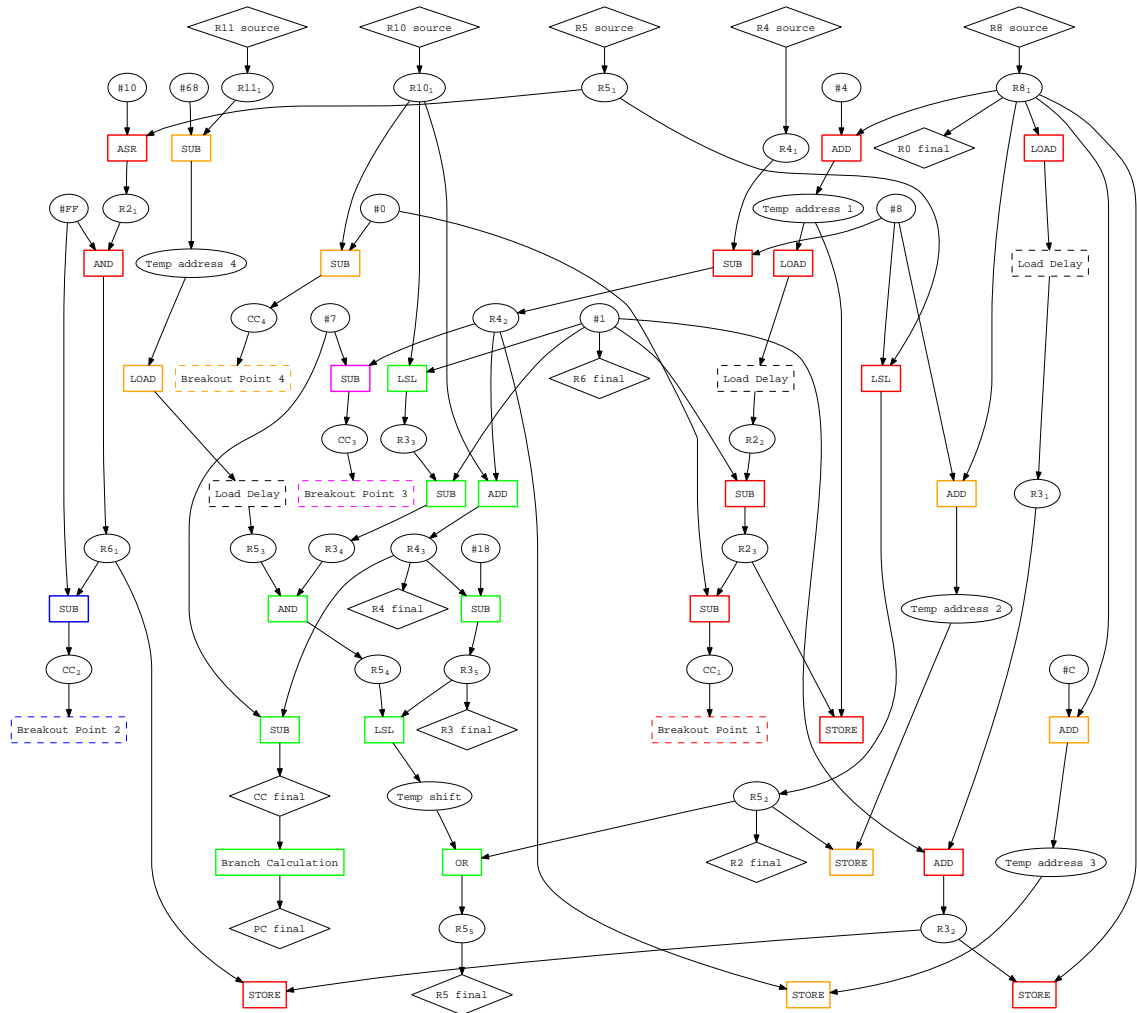 R11 source
R10 source
R5 source
R4 source
R8 source
#10
#68
R11₁
R10₁
R5₁
#4
R8₁
ASR
SUB
R4₁
ADD
R0 final
LOAD
#FF
R2₁
#0
Temp address 1
#8
AND
Temp address 4
SUB
SUB
LOAD
Load Delay
CC₄
#7
R4₂
#1
LOAD
Breakout Point 4
SUB
LSL
R6 final
Load Delay
LSL
CC₃
R3₃
R2₂
Load Delay
Breakout Point 3
SUB
ADD
SUB
ADD
R3₁
R6₁
R5₃
R3₄
R4₃
#18
R2₃
SUB
AND
R4 final
SUB
SUB
Temp address 2
CC₂
R5₄
R3₅
CC₁
#C
Breakout Point 2
SUB
LSL
R3 final
Breakout Point 1
STORE
ADD
CC final
Temp shift
R5₂
Branch Calculation
OR
R2 final
STORE
ADD
Temp address 3
PC final
R5₅
R3₂
STORE
R5 final
STORE
STORE